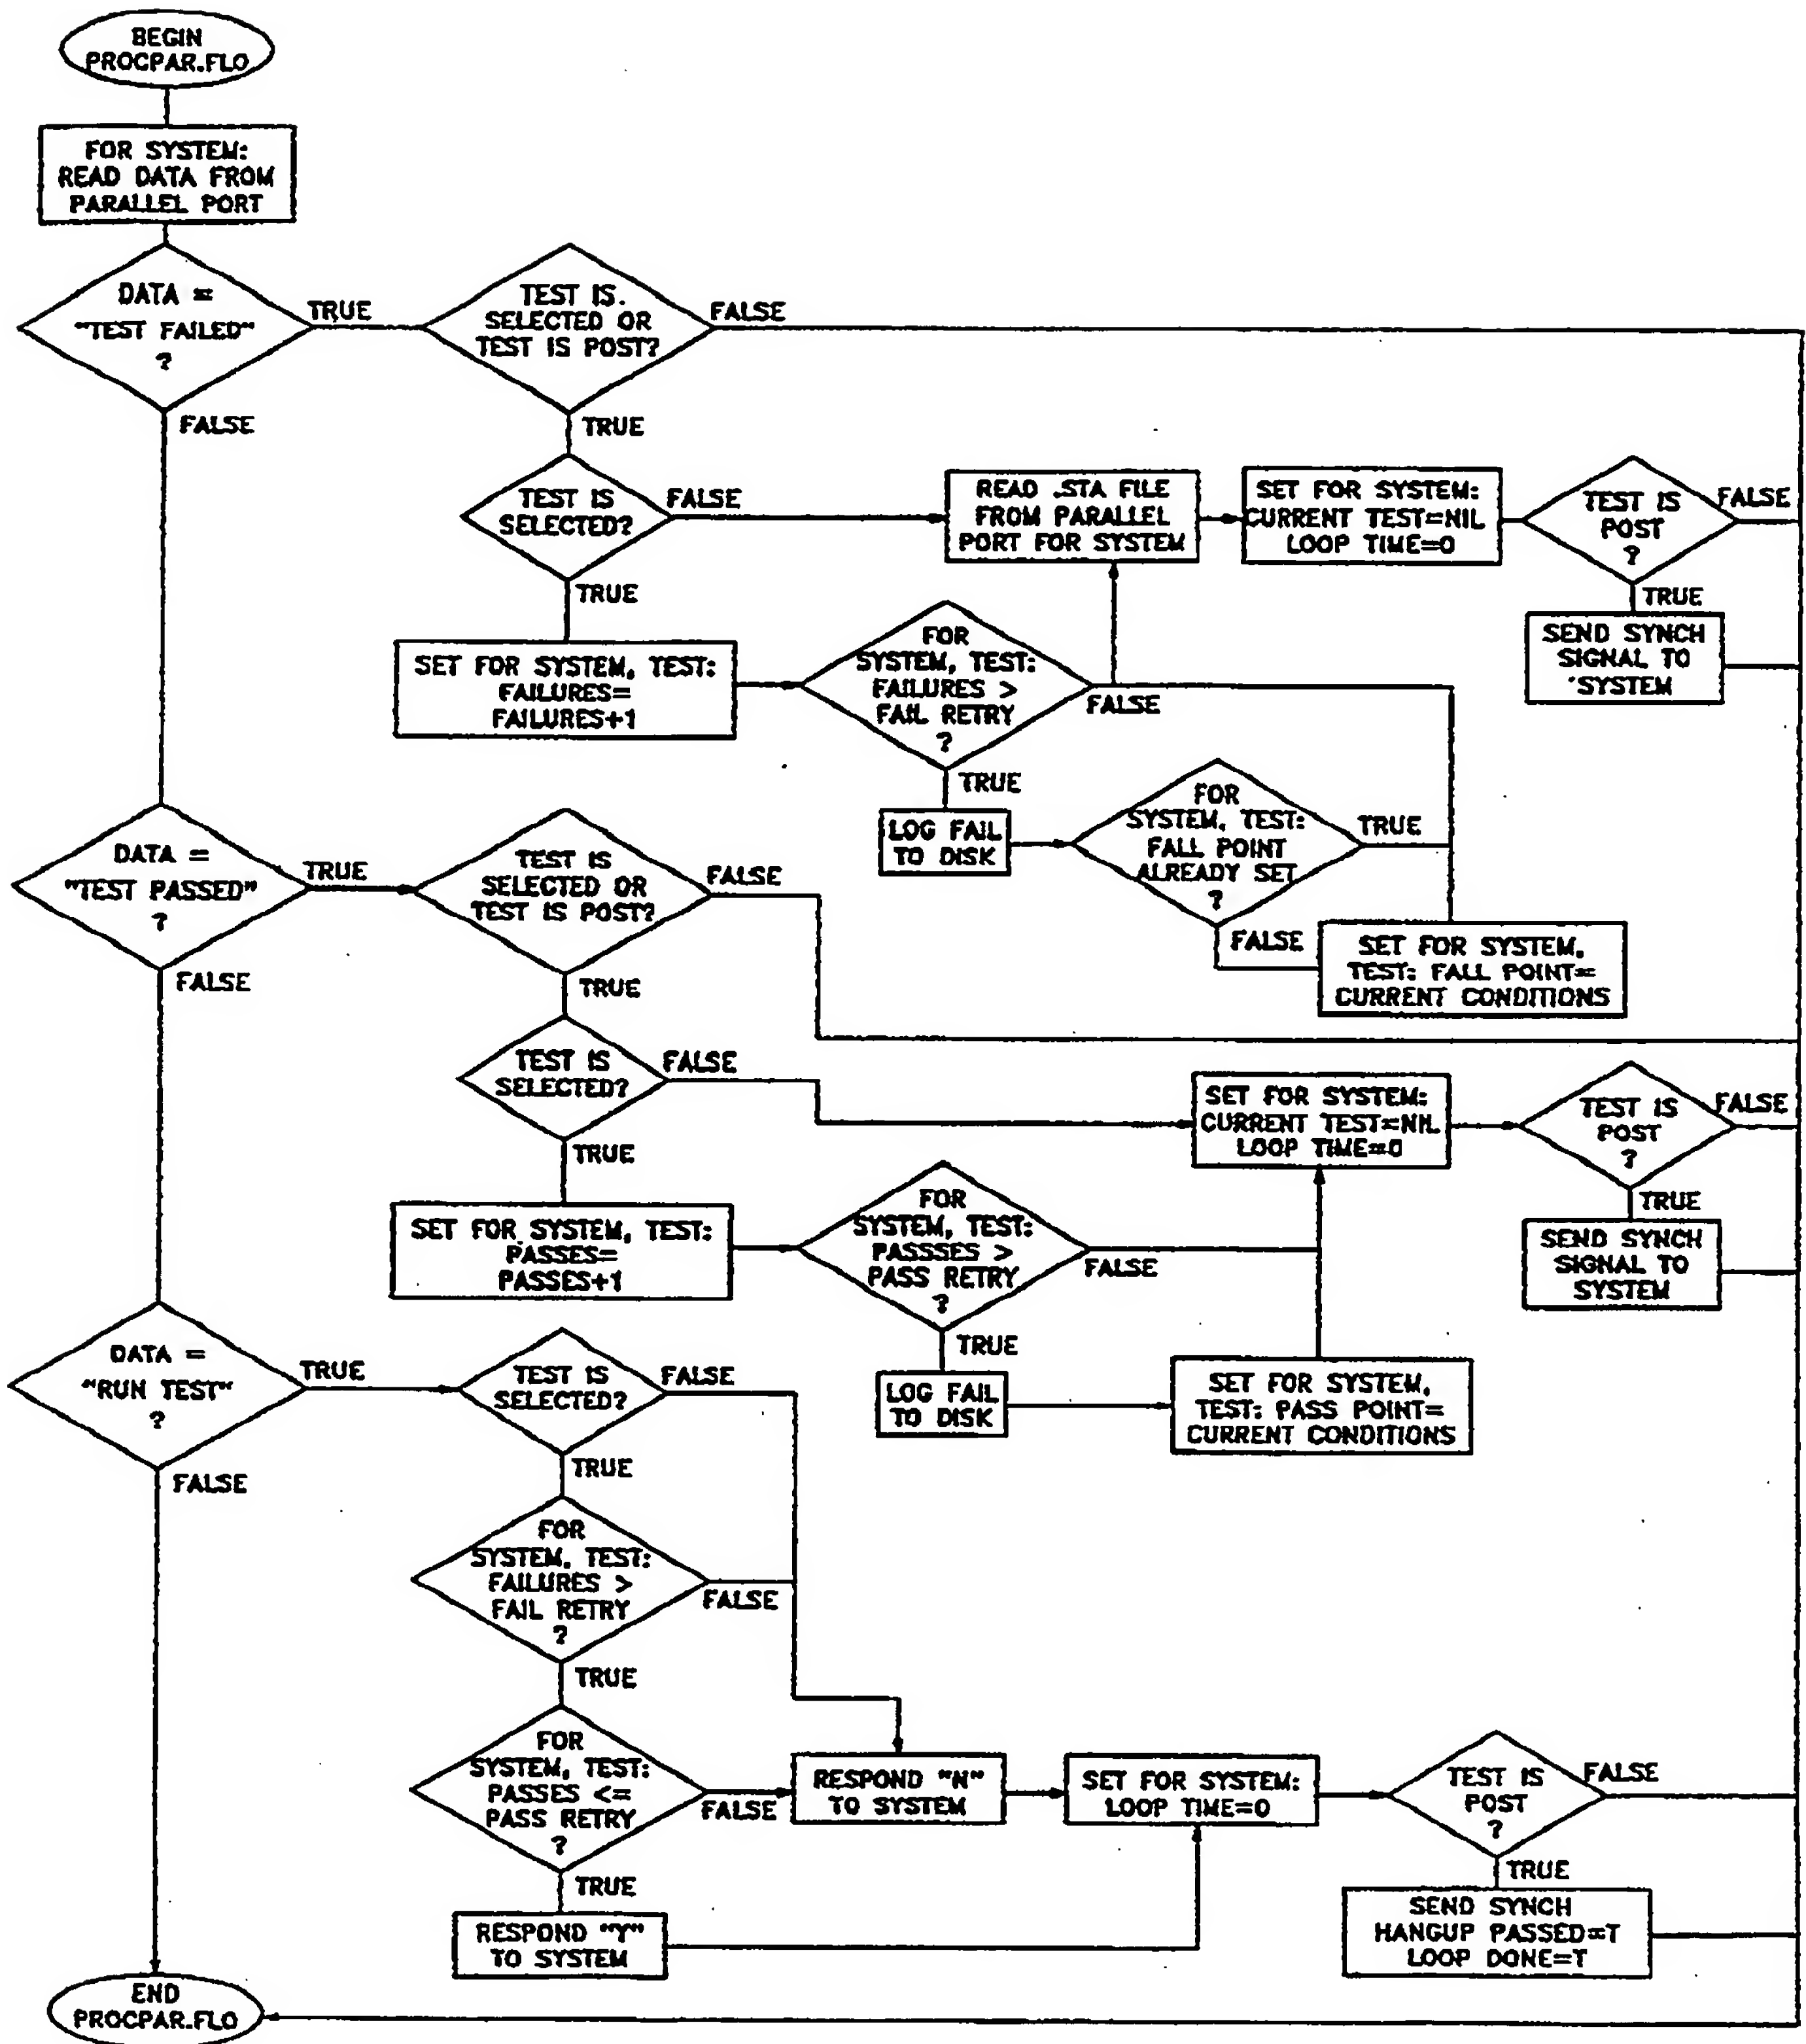 BEGIN
PROCPAR.FLO
FOR SYSTEM:
READ DATA FROM
PARALLEL PORT
DATA =
"TEST FAILED"
?
TRUE
FALSE
TEST IS.
SELECTED OR
TEST IS POST?
FALSE
TRUE
TEST IS
SELECTED?
FALSE
TRUE
READ .STA FILE
FROM PARALLEL
PORT FOR SYSTEM
SET FOR SYSTEM:
CURRENT TEST=NIL
LOOP TIME=0
TEST IS
POST
?
FALSE
TRUE
SEND SYNCH
SIGNAL TO
SYSTEM
SET FOR SYSTEM, TEST:
FAILURES=
FAILURES+1
FOR
SYSTEM, TEST:
FAILURES >
FAIL RETRY
?
FALSE
TRUE
LOG FAIL
TO DISK
FOR
SYSTEM, TEST:
FALL POINT
ALREADY SET
?
TRUE
FALSE
SET FOR SYSTEM,
TEST: FALL POINT=
CURRENT CONDITIONS
DATA =
"TEST PASSED"
?
TRUE
FALSE
TEST IS
SELECTED OR
TEST IS POST?
FALSE
TRUE
TEST IS
SELECTED?
FALSE
TRUE
SET FOR SYSTEM:
CURRENT TEST=NIL
LOOP TIME=0
TEST IS
POST
?
FALSE
TRUE
SEND SYNCH
SIGNAL TO
SYSTEM
SET FOR SYSTEM, TEST:
PASSES=
PASSES+1
FOR
SYSTEM, TEST:
PASSSES >
PASS RETRY
?
FALSE
TRUE
LOG FAIL
TO DISK
SET FOR SYSTEM,
TEST: PASS POINT=
CURRENT CONDITIONS
DATA =
"RUN TEST"
?
TRUE
FALSE
TEST IS
SELECTED?
FALSE
TRUE
FOR
SYSTEM, TEST:
FAILURES >
FAIL RETRY
?
FALSE
TRUE
FOR
SYSTEM, TEST:
PASSES <=
PASS RETRY
?
FALSE
TRUE
RESPOND "N"
TO SYSTEM
SET FOR SYSTEM:
LOOP TIME=0
TEST IS
POST
?
FALSE
TRUE
SEND SYNCH
HANGUP PASSED=T
LOOP DONE=T
RESPOND "Y"
TO SYSTEM
END
PROCPAR.FLO